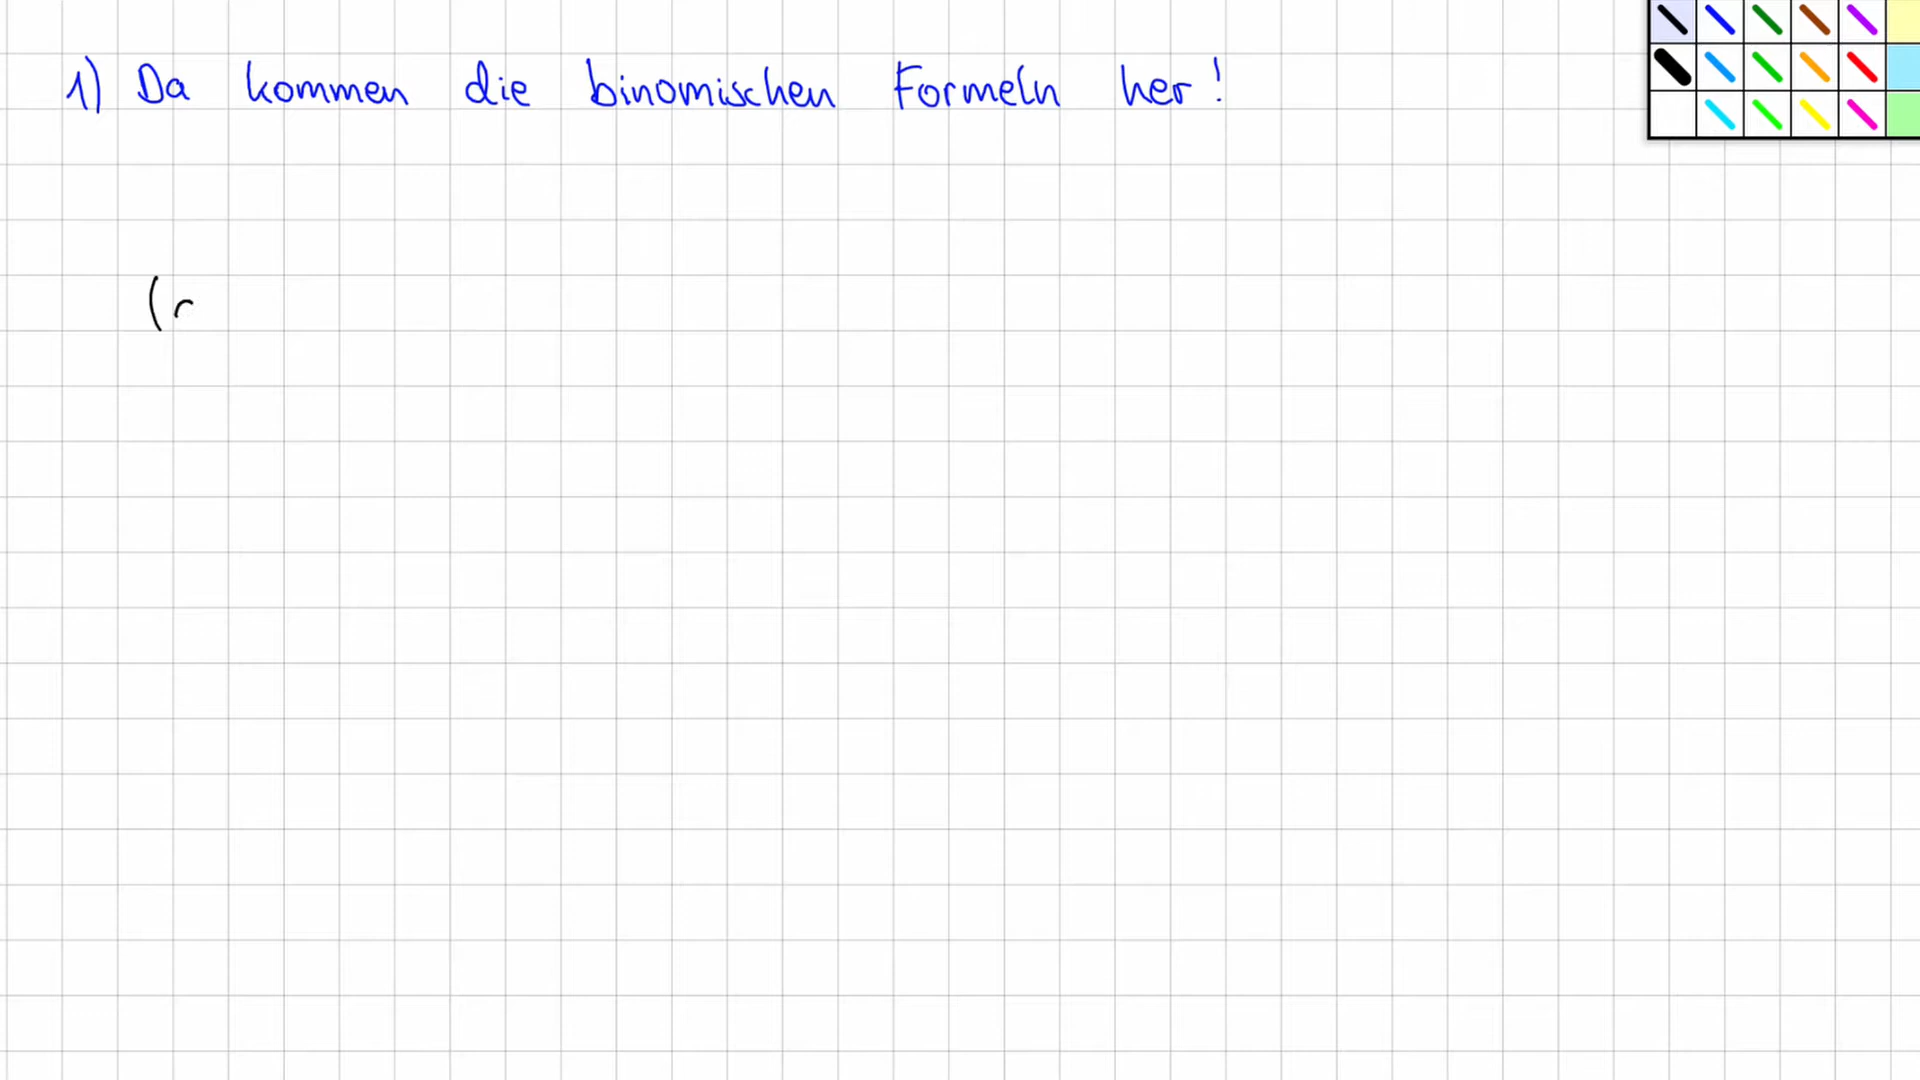 1) Da kommen die binomischen Formeln her!
(